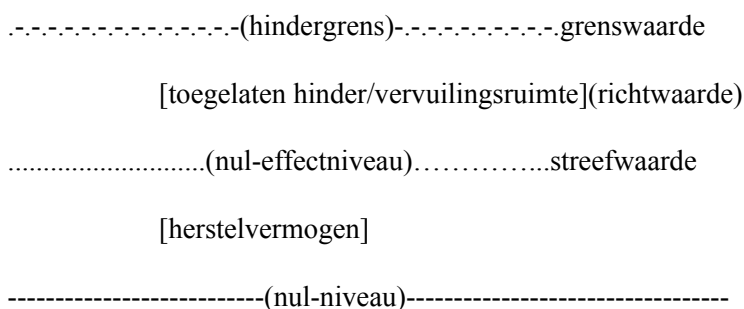 .-.-.-.-.-.-.-.-.-.-.-.-.-.-(hindergrens)-.-.-.-.-.-.-.-.-.-.grenswaarde
[toegelaten hinder/vervuilingsruimte](richtwaarde)
............................(nul-effectniveau)……………..streefwaarde
[herstelvermogen]
---------------------------(nul-niveau)----------------------------------